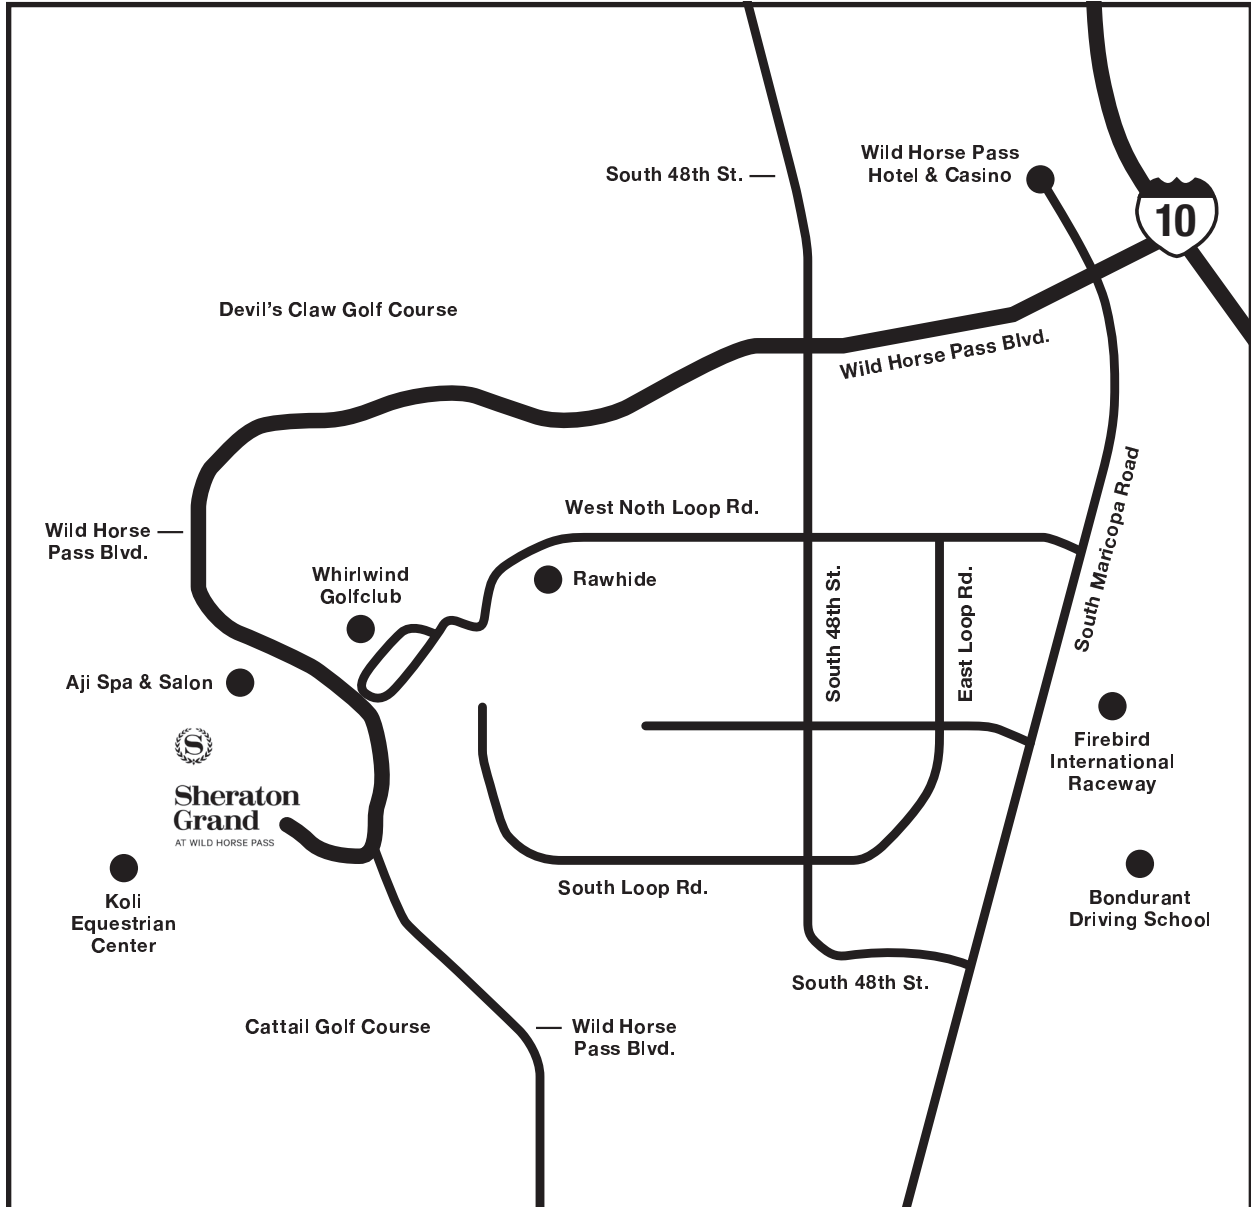 Wild Horse Pass
Hotel & Casino
South 48th St.
10
Devil's Claw Golf Course
Wild Horse Pass Blvd.
West Noth Loop Rd.
South Maricopa Road
Wild Horse
Pass Blvd.
Whirlwind
Golfclub
Rawhide
South 48th St.
East Loop Rd.
Aji Spa & Salon
S
Sheraton
Grand
AT WILD HORSE PASS
Firebird
International
Raceway
Koli
Equestrian
Center
South Loop Rd.
Bondurant
Driving School
South 48th St.
Cattail Golf Course
Wild Horse
Pass Blvd.